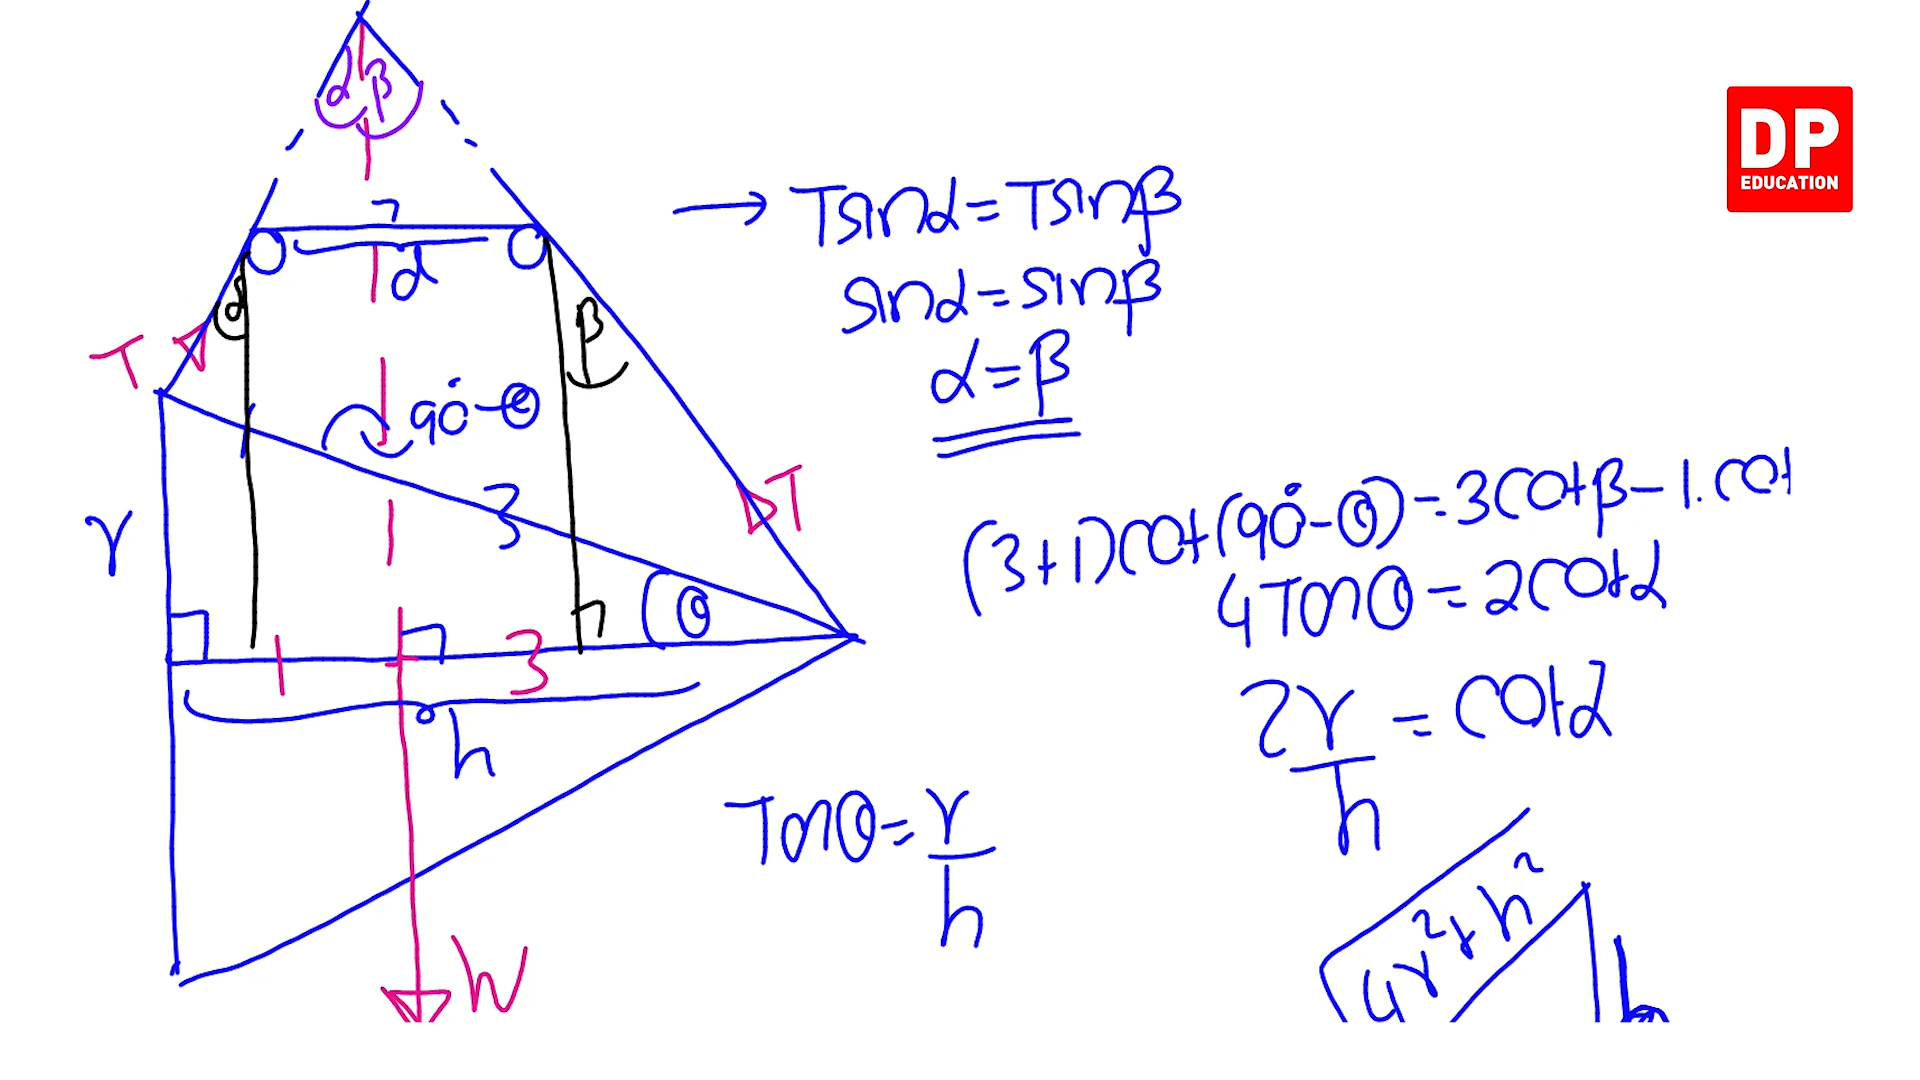 α β
d
α
β
T
90°-θ
3
T
r
1
θ
1
3
h
W
→ Tsinα = Tsinβ
sinα = sinβ
α = β
(3+1)cot(90°-θ) = 3cotβ - 1.cot
4Tanθ = 2cotα
2r/h = cotα
Tanθ = r/h
4r²+h²
h
DP
EDUCATION